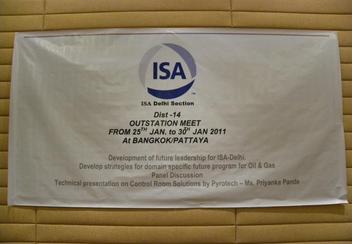 ISA
TM
ISA Delhi Section
Dist -14
OUTSTATION MEET
FROM 25TH JAN. to 30TH JAN 2011
At BANGKOK/PATTAYA
Development of future leadership for ISA-Delhi.
Develop strategies for domain specific future program for Oil & Gas
Panel Discussion
Technical presentation on Control Room Solutions by Pyrotech – Ms. Priyanka Pande